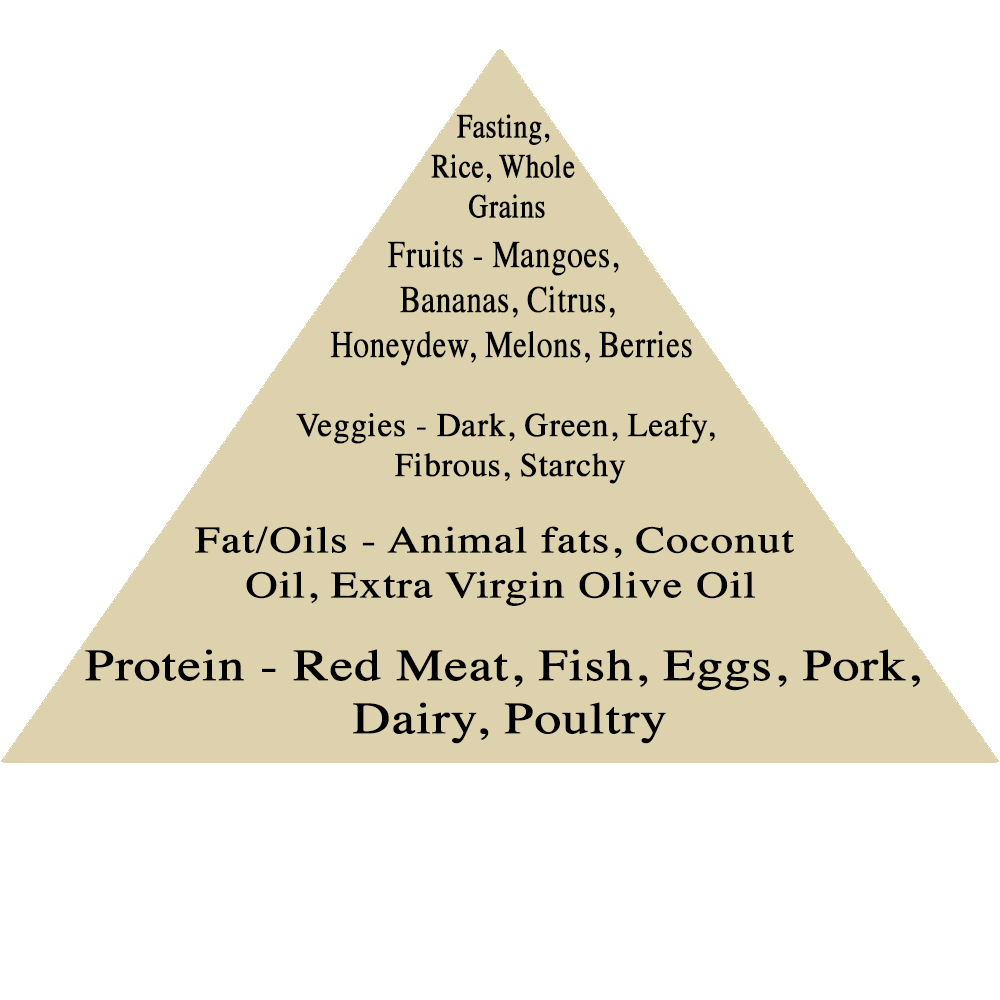 Fasting,
Rice, Whole
Grains
Fruits - Mangoes,
Bananas, Citrus,
Honeydew, Melons, Berries
Veggies - Dark, Green, Leafy,
Fibrous, Starchy
Fat/Oils - Animal fats, Coconut
Oil, Extra Virgin Olive Oil
Protein - Red Meat, Fish, Eggs, Pork,
Dairy, Poultry